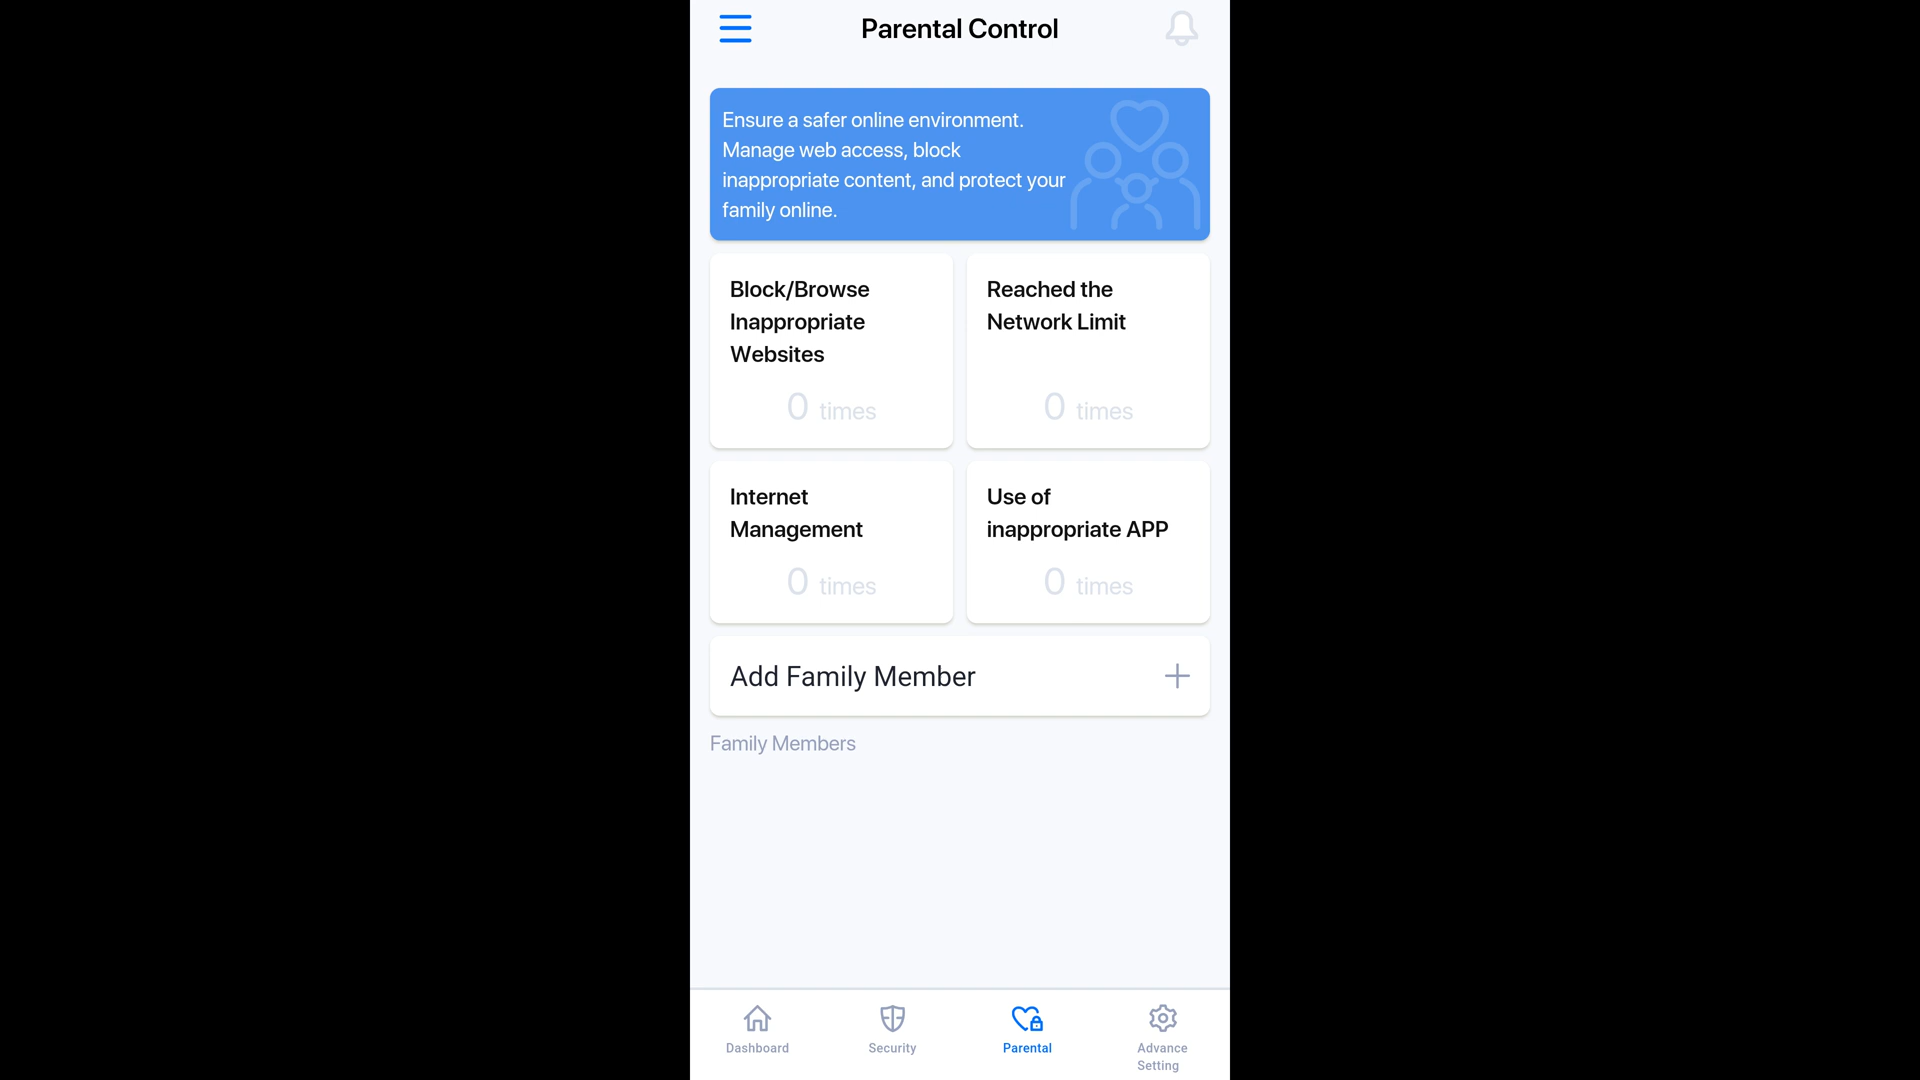 Parental Control
Ensure a safer online environment.
Manage web access, block
inappropriate content, and protect your
family online.
Block/Browse
Inappropriate
Websites
0 times
Reached the
Network Limit
0 times
Internet
Management
0 times
Use of
inappropriate APP
0 times
Add Family Member
Family Members
Dashboard
Security
Parental
Advance
Setting